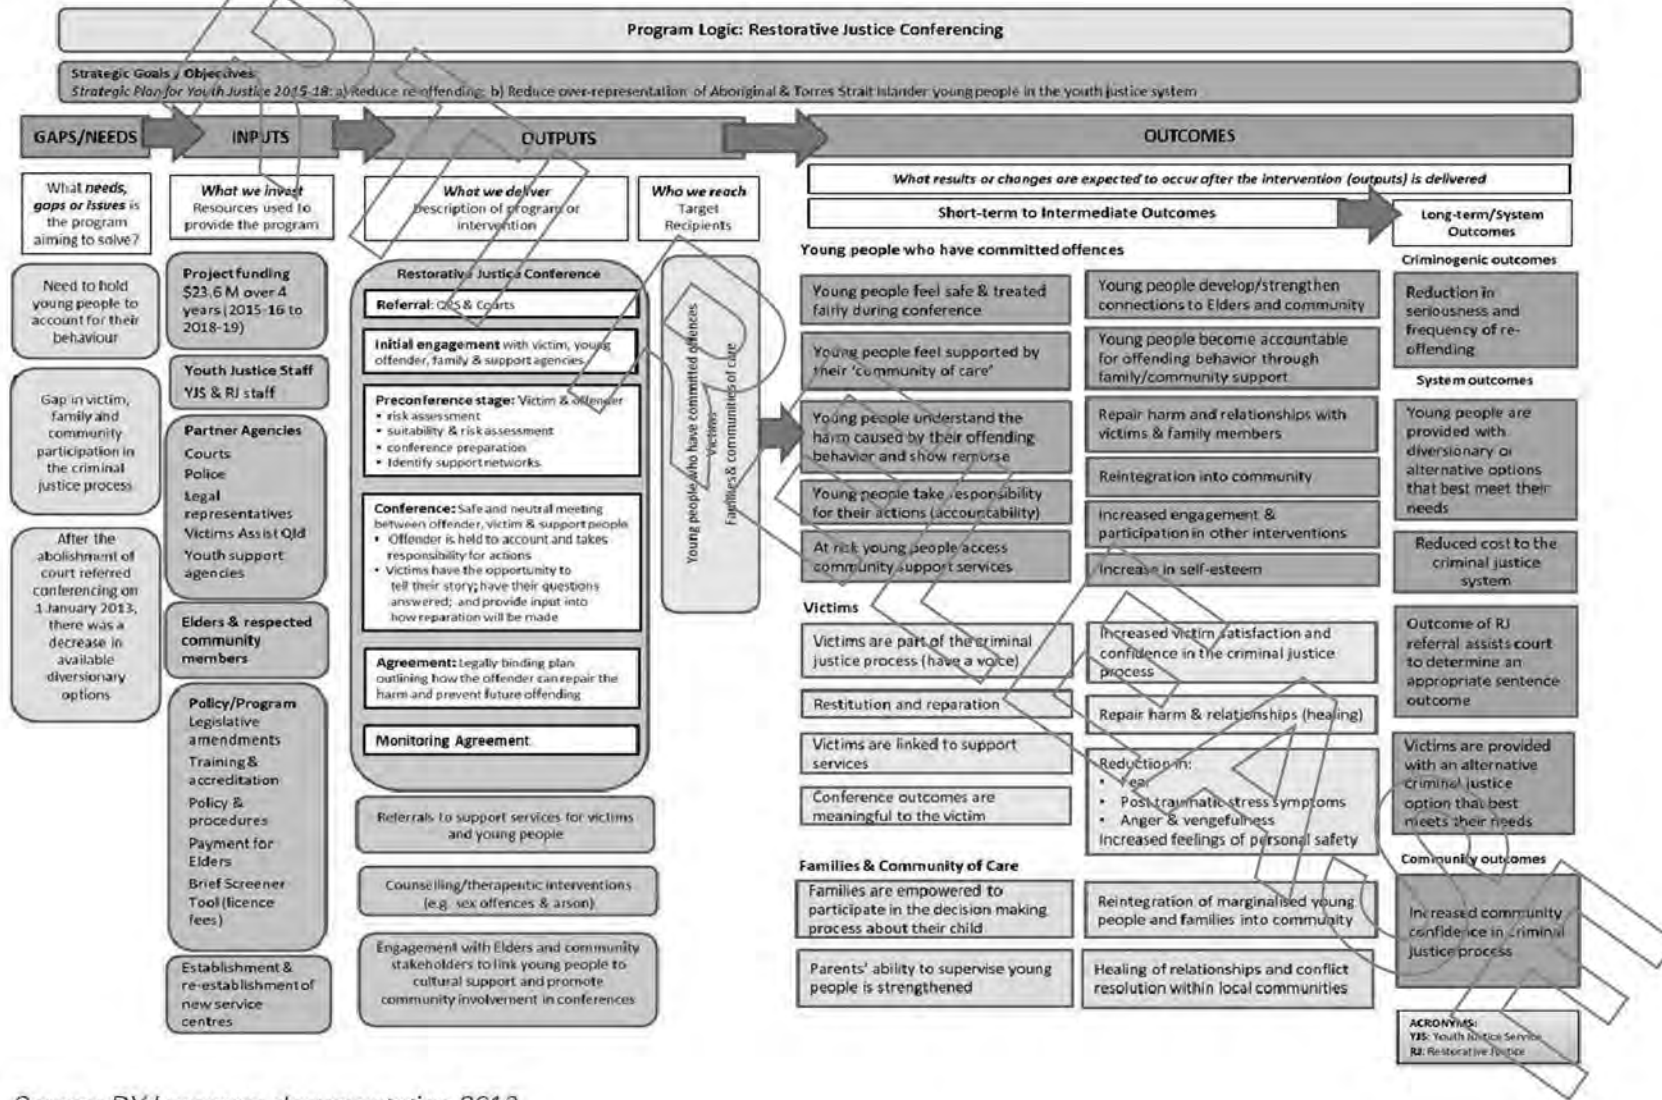 Program Logic: Restorative Justice Conferencing
Strategic Goals / Objectives:
Strategic Plan for Youth Justice 2015-18: a) Reduce re-offending; b) Reduce over-representation of Aboriginal & Torres Strait Islander young people in the youth justice system
GAPS/NEEDS
INPUTS
OUTPUTS
OUTCOMES
What needs,
gaps or issues is
the program
aiming to solve?
Need to hold
young people to
account for their
behaviour
Gap in victim,
family and
community
participation in
the criminal
justice process
After the
abolishment of
court referred
conferencing on
1 January 2013,
there was a
decrease in
available
diversionary
options
What we invest
Resources used to
provide the program
Project funding
$23.6 M over 4
years (2015-16 to
2018-19)
Youth Justice Staff
YJS & RJ staff
Partner Agencies
Courts
Police
Legal
representatives
Victims Assist Qld
Youth support
agencies
Elders & respected
community
members
Policy/Program
Legislative
amendments
Training &
accreditation
Policy &
procedures
Payment for
Elders
Brief Screener
Tool (licence
fees)
Establishment &
re-establishment of
new service
centres
What we deliver
Description of program or
intervention
Restorative Justice Conference
Referral: QPS & Courts
Initial engagement with victim, young
offender, family & support agencies
Preconference stage: Victim & offender
• risk assessment
• suitability & risk assessment
• conference preparation
• Identify support networks
Conference: Safe and neutral meeting
between offender, victim & support people
• Offender is held to account and takes
responsibility for actions
• Victims have the opportunity to
tell their story; have their questions
answered; and provide input into
how reparation will be made
Agreement: Legally binding plan
outlining how the offender can repair the
harm and prevent future offending
Monitoring Agreement
Referrals to support services for victims
and young people
Counselling/therapeutic interventions
(e.g. sex offences & arson)
Engagement with Elders and community
stakeholders to link young people to
cultural support and promote
community involvement in conferences
Who we reach
Target
Recipients
Young people who have committed offences
Victims
Families & communities of care
What results or changes are expected to occur after the intervention (outputs) is delivered
Short-term to Intermediate Outcomes
Long-term/System
Outcomes
Young people who have committed offences
Young people feel safe & treated
fairly during conference
Young people feel supported by
their 'community of care'
Young people understand the
harm caused by their offending
behavior and show remorse
Young people take responsibility
for their actions (accountability)
At risk young people access
community support services
Young people develop/strengthen
connections to Elders and community
Young people become accountable
for offending behavior through
family/community support
Repair harm and relationships with
victims & family members
Reintegration into community
Increased engagement &
participation in other interventions
Increase in self-esteem
Victims
Victims are part of the criminal
justice process (have a voice)
Restitution and reparation
Victims are linked to support
services
Conference outcomes are
meaningful to the victim
Increased victim satisfaction and
confidence in the criminal justice
process
Repair harm & relationships (healing)
Reduction in:
• Fear
• Post traumatic stress symptoms
• Anger & vengefulness
Increased feelings of personal safety
Families & Community of Care
Families are empowered to
participate in the decision making
process about their child
Parents' ability to supervise young
people is strengthened
Reintegration of marginalised young
people and families into community
Healing of relationships and conflict
resolution within local communities
Criminogenic outcomes
Reduction in
seriousness and
frequency of re-
offending
System outcomes
Young people are
provided with
diversionary or
alternative options
that best meet their
needs
Reduced cost to the
criminal justice
system
Outcome of RJ
referral assists court
to determine an
appropriate sentence
outcome
Victims are provided
with an alternative
criminal justice
option that best
meets their needs
Community outcomes
Increased community
confidence in criminal
justice process
ACRONYMS:
YJS: Youth Justice Service
RJ: Restorative Justice